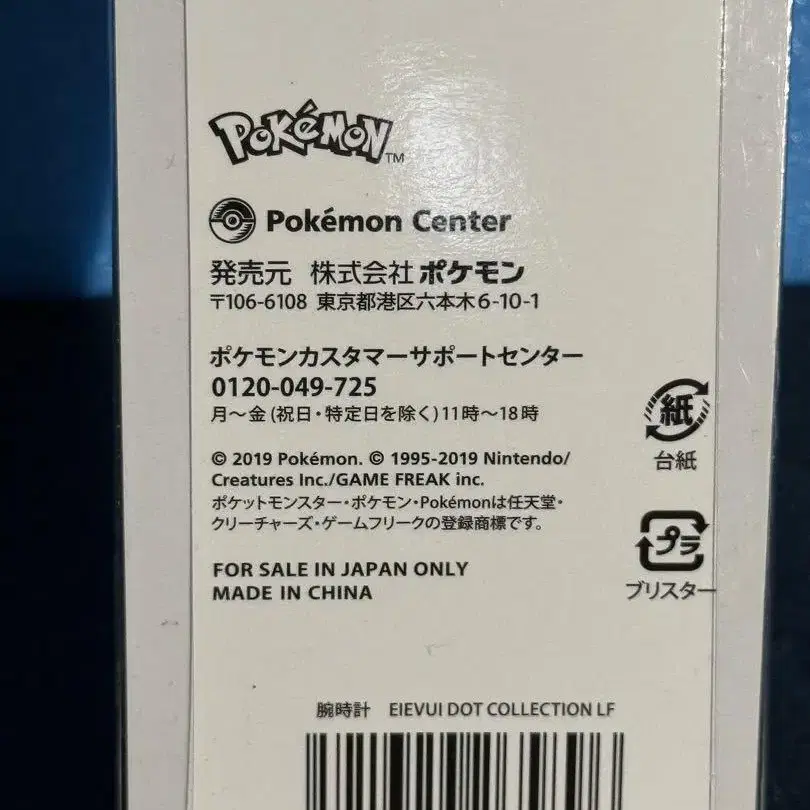 POKéMON™
Pokémon Center
発売元 株式会社 ポケモン
〒106-6108 東京都港区六本木6-10-1
ポケモンカスタマーサポートセンター
0120-049-725
月～金(祝日・特定日を除く)11時～18時
© 2019 Pokémon. © 1995-2019 Nintendo/
Creatures Inc./GAME FREAK inc.
ポケットモンスター・ポケモン・Pokémonは任天堂・
クリーチャーズ・ゲームフリークの登録商標です。
紙
台紙
プラ
ブリスター
FOR SALE IN JAPAN ONLY
MADE IN CHINA
腕時計 EIEVUI DOT COLLECTION LF